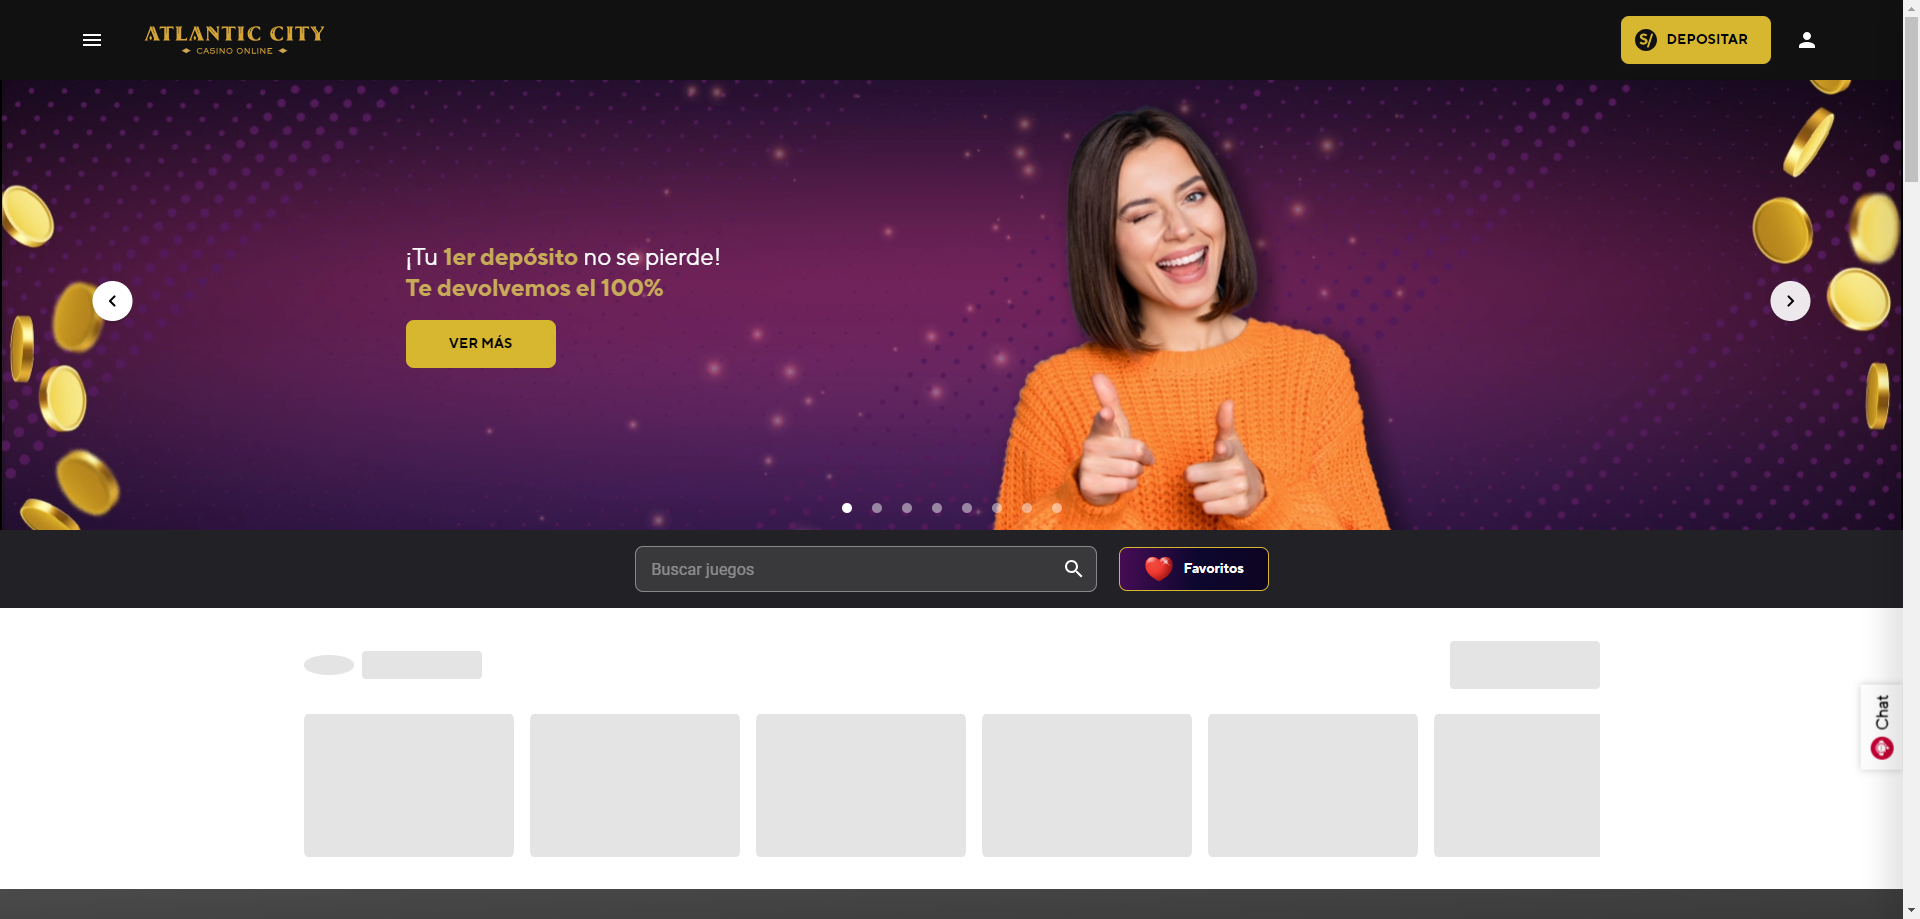 ATLANTIC CITY
CASINO ONLINE
S/ DEPOSITAR
¡Tu 1er depósito no se pierde!
Te devolvemos el 100%
VER MÁS
Buscar juegos
Favoritos
Chat